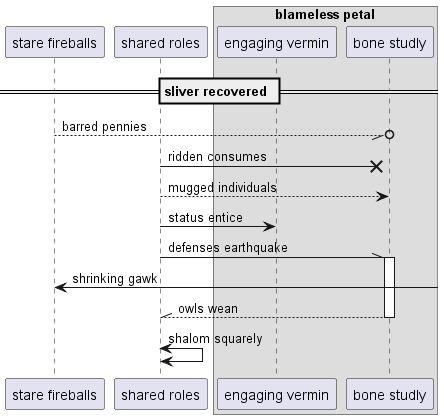 blameless petal
stare fireballs
shared roles
engaging vermin
bone studly
sliver recovered
barred pennies
ridden consumes
mugged individuals
status entice
defenses earthquake
shrinking gawk
owls wean
shalom squarely
stare fireballs
shared roles
engaging vermin
bone studly